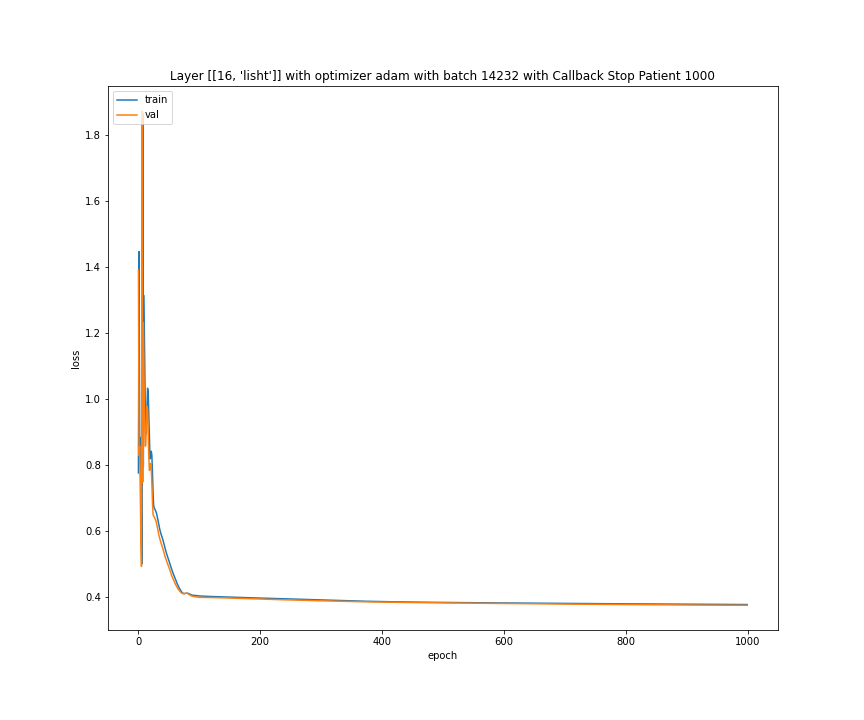 Layer [[16, 'lisht']] with optimizer adam with batch 14232 with Callback Stop Patient 1000
train
val
1.8
1.6
1.4
1.2
1.0
0.8
0.6
0.4
loss
0
200
400
600
800
1000
epoch